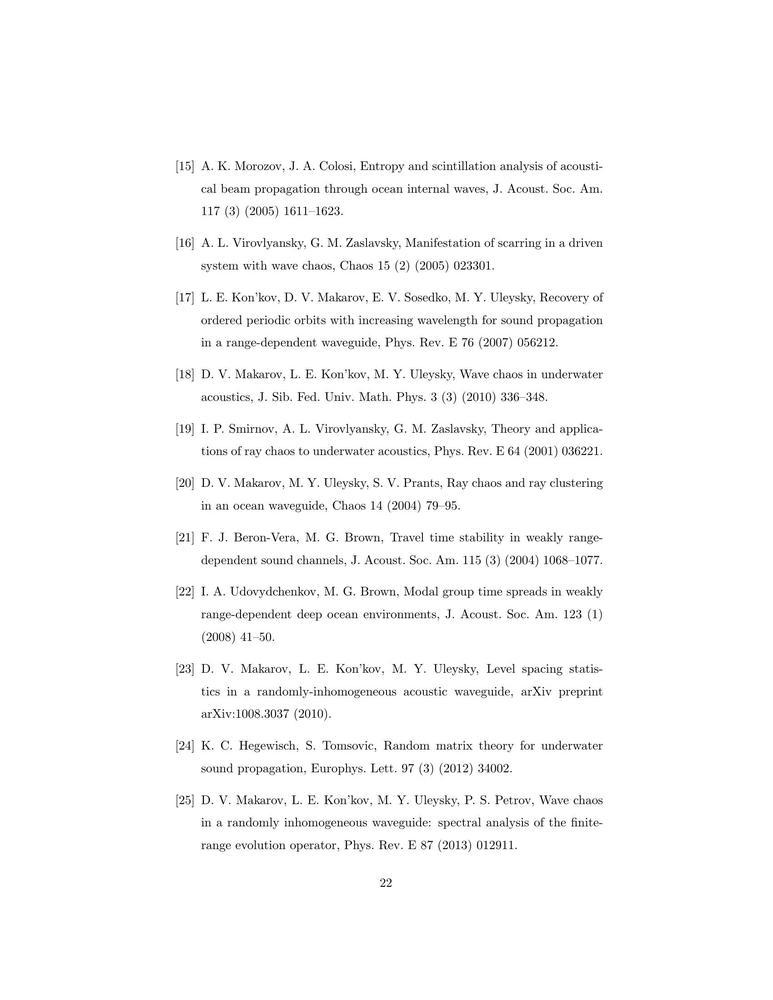 [15] A. K. Morozov, J. A. Colosi, Entropy and scintillation analysis of acousti-
cal beam propagation through ocean internal waves, J. Acoust. Soc. Am.
117 (3) (2005) 1611–1623.
[16] A. L. Virovlyansky, G. M. Zaslavsky, Manifestation of scarring in a driven
system with wave chaos, Chaos 15 (2) (2005) 023301.
[17] L. E. Kon'kov, D. V. Makarov, E. V. Sosedko, M. Y. Uleysky, Recovery of
ordered periodic orbits with increasing wavelength for sound propagation
in a range-dependent waveguide, Phys. Rev. E 76 (2007) 056212.
[18] D. V. Makarov, L. E. Kon'kov, M. Y. Uleysky, Wave chaos in underwater
acoustics, J. Sib. Fed. Univ. Math. Phys. 3 (3) (2010) 336–348.
[19] I. P. Smirnov, A. L. Virovlyansky, G. M. Zaslavsky, Theory and applica-
tions of ray chaos to underwater acoustics, Phys. Rev. E 64 (2001) 036221.
[20] D. V. Makarov, M. Y. Uleysky, S. V. Prants, Ray chaos and ray clustering
in an ocean waveguide, Chaos 14 (2004) 79–95.
[21] F. J. Beron-Vera, M. G. Brown, Travel time stability in weakly range-
dependent sound channels, J. Acoust. Soc. Am. 115 (3) (2004) 1068–1077.
[22] I. A. Udovydchenkov, M. G. Brown, Modal group time spreads in weakly
range-dependent deep ocean environments, J. Acoust. Soc. Am. 123 (1)
(2008) 41–50.
[23] D. V. Makarov, L. E. Kon'kov, M. Y. Uleysky, Level spacing statis-
tics in a randomly-inhomogeneous acoustic waveguide, arXiv preprint
arXiv:1008.3037 (2010).
[24] K. C. Hegewisch, S. Tomsovic, Random matrix theory for underwater
sound propagation, Europhys. Lett. 97 (3) (2012) 34002.
[25] D. V. Makarov, L. E. Kon'kov, M. Y. Uleysky, P. S. Petrov, Wave chaos
in a randomly inhomogeneous waveguide: spectral analysis of the finite-
range evolution operator, Phys. Rev. E 87 (2013) 012911.
22